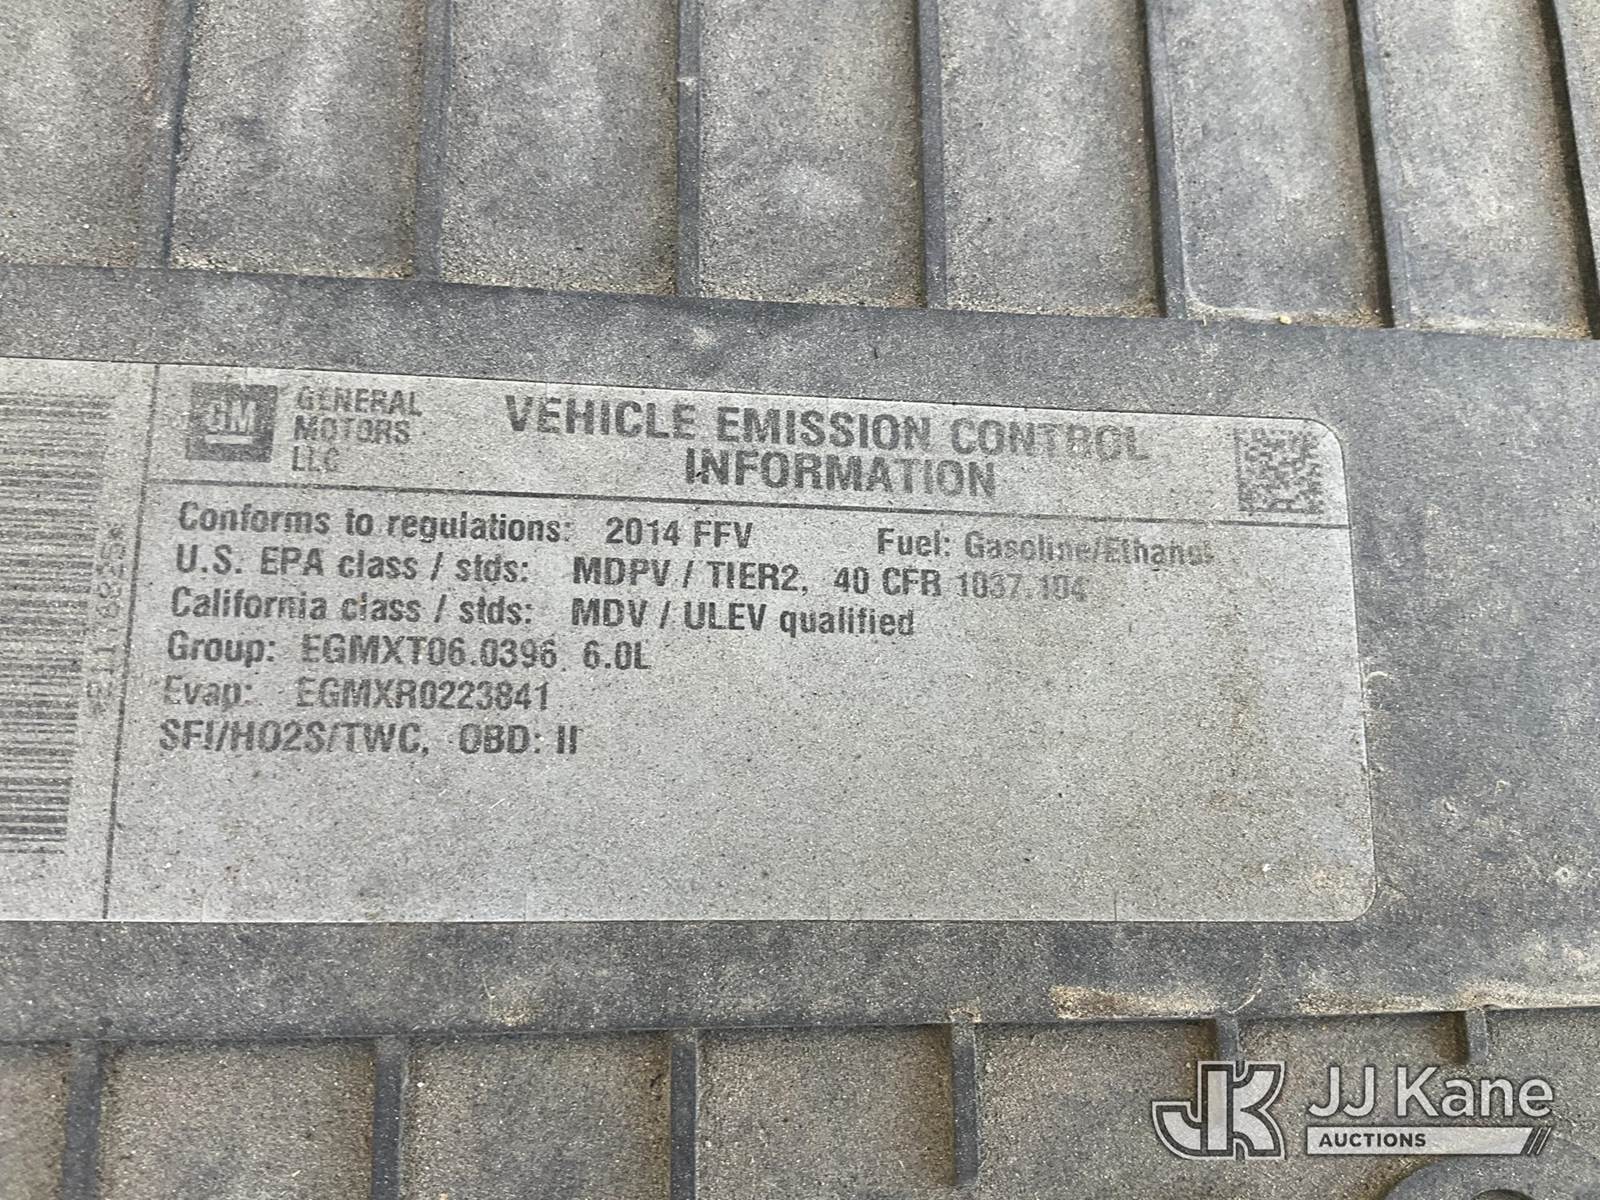 GM
GENERAL
MOTORS
LLC
VEHICLE EMISSION CONTROL
INFORMATION
Conforms to regulations: 2014 FFV Fuel: Gasoline/Ethanol
U.S. EPA class / stds: MDPV / TIER2, 40 CFR 1037.104
California class / stds: MDV / ULEV qualified
Group: EGMXT06.0396 6.0L
Evap: EGMXR0223841
SFI/HO2S/TWC, OBD: II
JK
JJ Kane
AUCTIONS